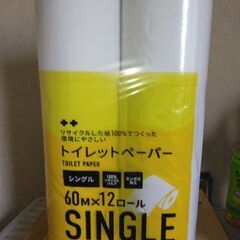 リサイクルした紙100%でつくった
環境にやさしい
トイレットペーパー
TOILET PAPER
シングル
100%
60M×12ロール
SINGLE